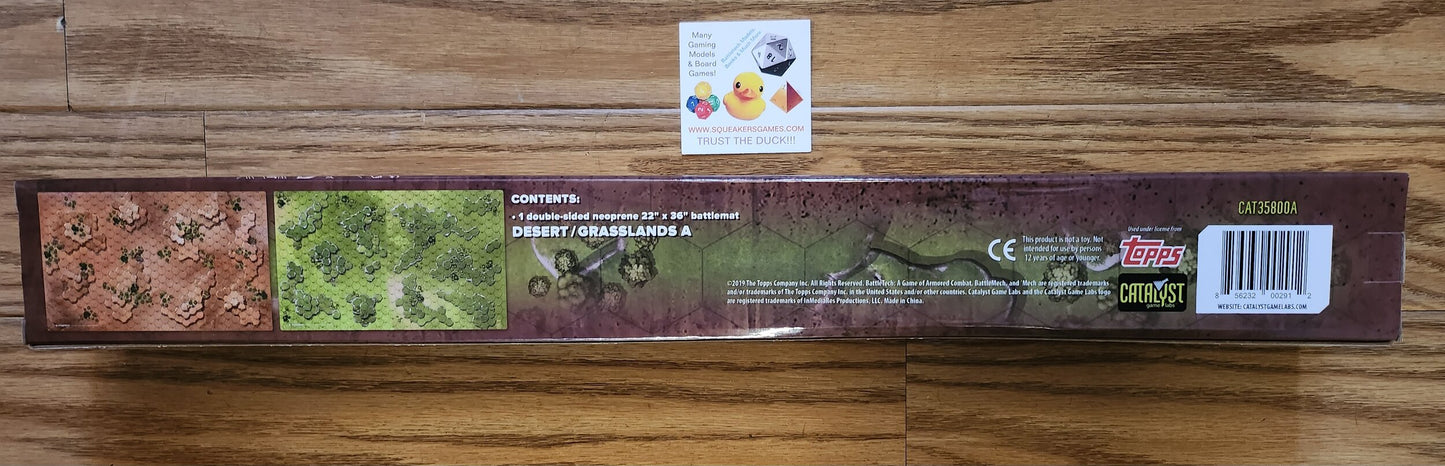 Many
Gaming
Models
& Board
Games!
Battletech Models
Books & Much More
WWW.SQUEAKERSGAMES.COM
TRUST THE DUCK!!!
CONTENTS:
• 1 double-sided neoprene 22" x 36" battlemat
DESERT / GRASSLANDS A
©2019 The Topps Company Inc. All Rights Reserved. BattleTech: A Game of Armored Combat, BattleMech, and 'Mech are registered trademarks
and/or trademarks of The Topps Company Inc. in the United States and/or other countries. Catalyst Game Labs and the Catalyst Game Labs logo
are registered trademarks of InMediaRes Productions, LLC. Made in China.
CE
This product is not a toy. Not
intended for use by persons
12 years of age or younger.
Used under license from
topps
CATALYST
game labs
CAT35800A
8 56232 00291 2
WEBSITE: CATALYSTGAMELABS.COM